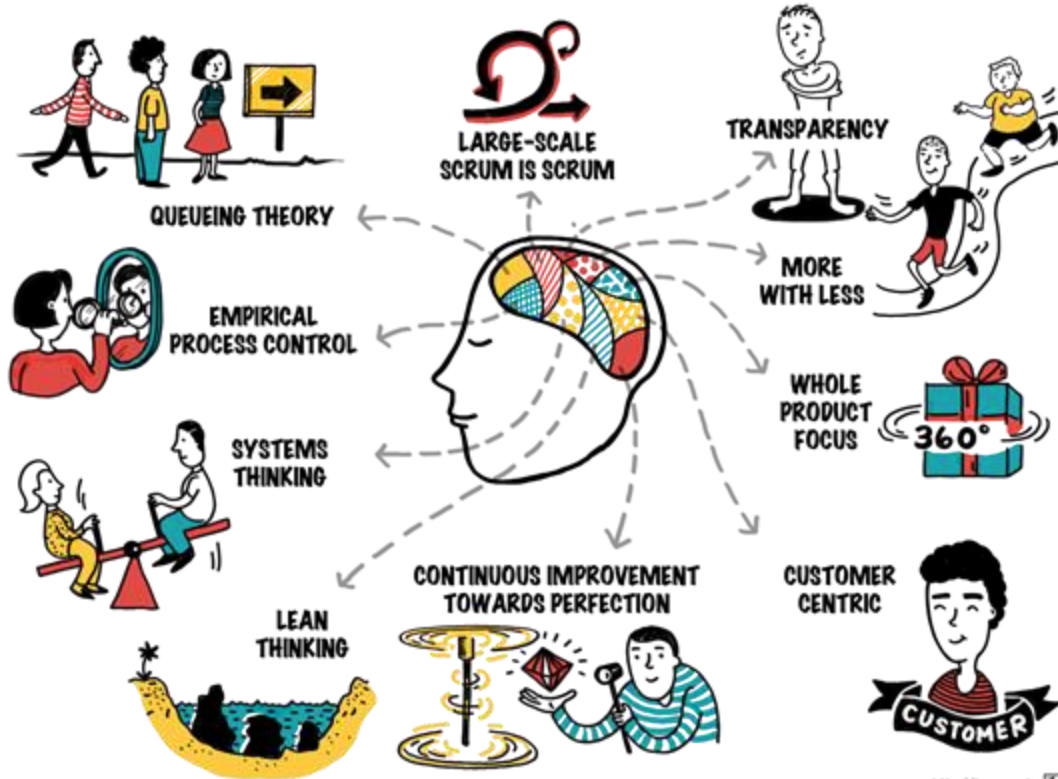 LARGE-SCALE
SCRUM IS SCRUM
TRANSPARENCY
QUEUEING THEORY
MORE
WITH LESS
EMPIRICAL
PROCESS CONTROL
WHOLE
PRODUCT
FOCUS
360°
SYSTEMS
THINKING
CONTINUOUS IMPROVEMENT
TOWARDS PERFECTION
CUSTOMER
CENTRIC
LEAN
THINKING
CUSTOMER